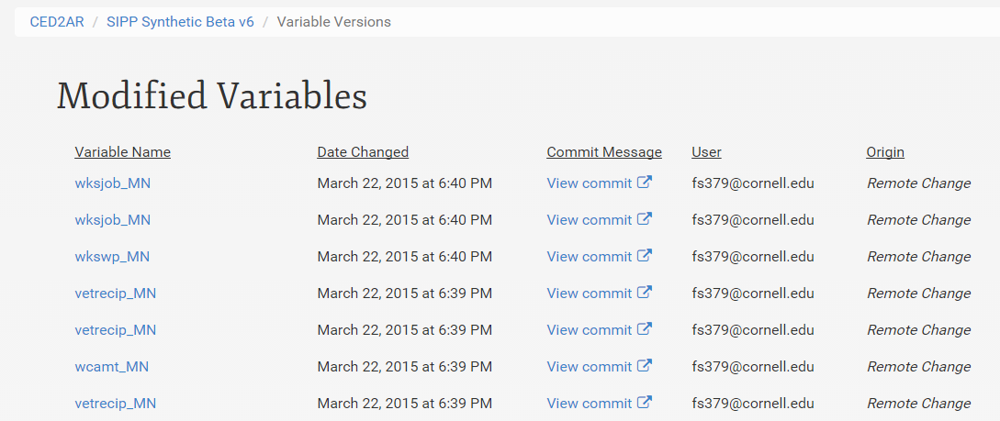 CED2AR / SIPP Synthetic Beta v6 / Variable Versions
Modified Variables
Variable Name Date Changed Commit Message User Origin
wksjob_MN March 22, 2015 at 6:40 PM View commit fs379@cornell.edu Remote Change
wksjob_MN March 22, 2015 at 6:40 PM View commit fs379@cornell.edu Remote Change
wkswp_MN March 22, 2015 at 6:40 PM View commit fs379@cornell.edu Remote Change
vetrecip_MN March 22, 2015 at 6:39 PM View commit fs379@cornell.edu Remote Change
vetrecip_MN March 22, 2015 at 6:39 PM View commit fs379@cornell.edu Remote Change
wcamt_MN March 22, 2015 at 6:39 PM View commit fs379@cornell.edu Remote Change
vetrecip_MN March 22, 2015 at 6:39 PM View commit fs379@cornell.edu Remote Change